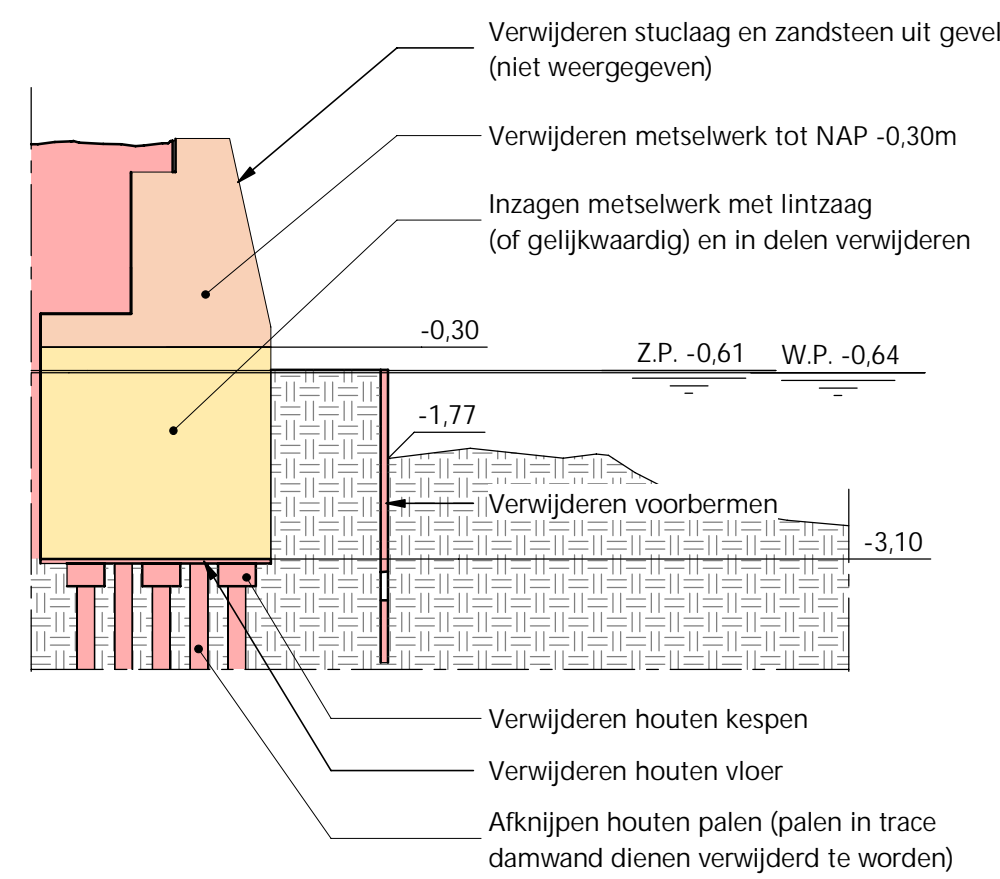 Verwijderen stuclaag en zandsteen uit gevel
(niet weergegeven)
Verwijderen metselwerk tot NAP -0,30m
Inzagen metselwerk met lintzaag
(of gelijkwaardig) en in delen verwijderen
-0,30
Z.P. -0,61
W.P. -0,64
-1,77
Verwijderen voorbermen
-3,10
Verwijderen houten kespen
Verwijderen houten vloer
Afknijpen houten palen (palen in trace
damwand dienen verwijderd te worden)